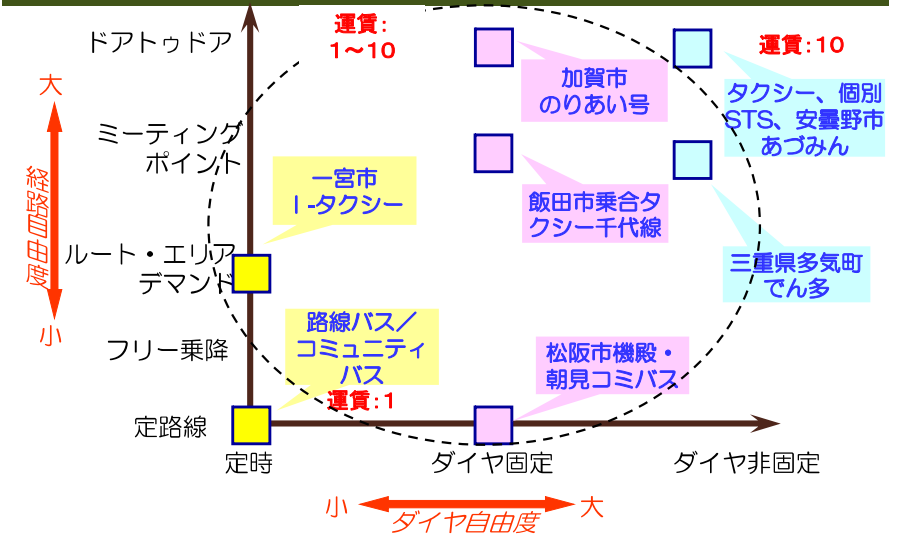 運賃：
1～10
運賃：10
ドアトゥドア
加賀市
のりあい号
タクシー、個別
STS、安曇野市
あづみん
大
ミーティング
ポイント
一宮市
I-タクシー
飯田市乗合タ
クシー千代線
経路自由度
ルート・エリア
デマンド
三重県多気町
でん多
小
フリー乗降
路線バス／
コミュニティ
バス
運賃：1
松阪市機殿・
朝見コミバス
定路線
定時
ダイヤ固定
ダイヤ非固定
小
大
ダイヤ自由度